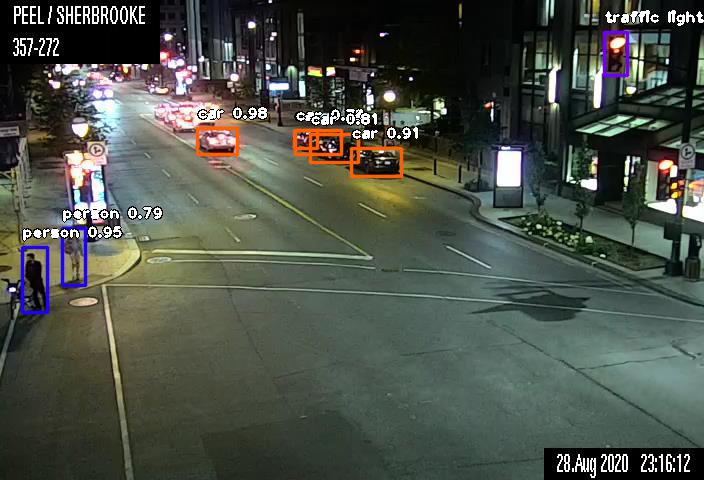 PEEL / SHERBROOKE
357-272
traffic light
car 0.98
0.81
car 0.91
person 0.79
person 0.95
28.Aug 2020 23:16:12